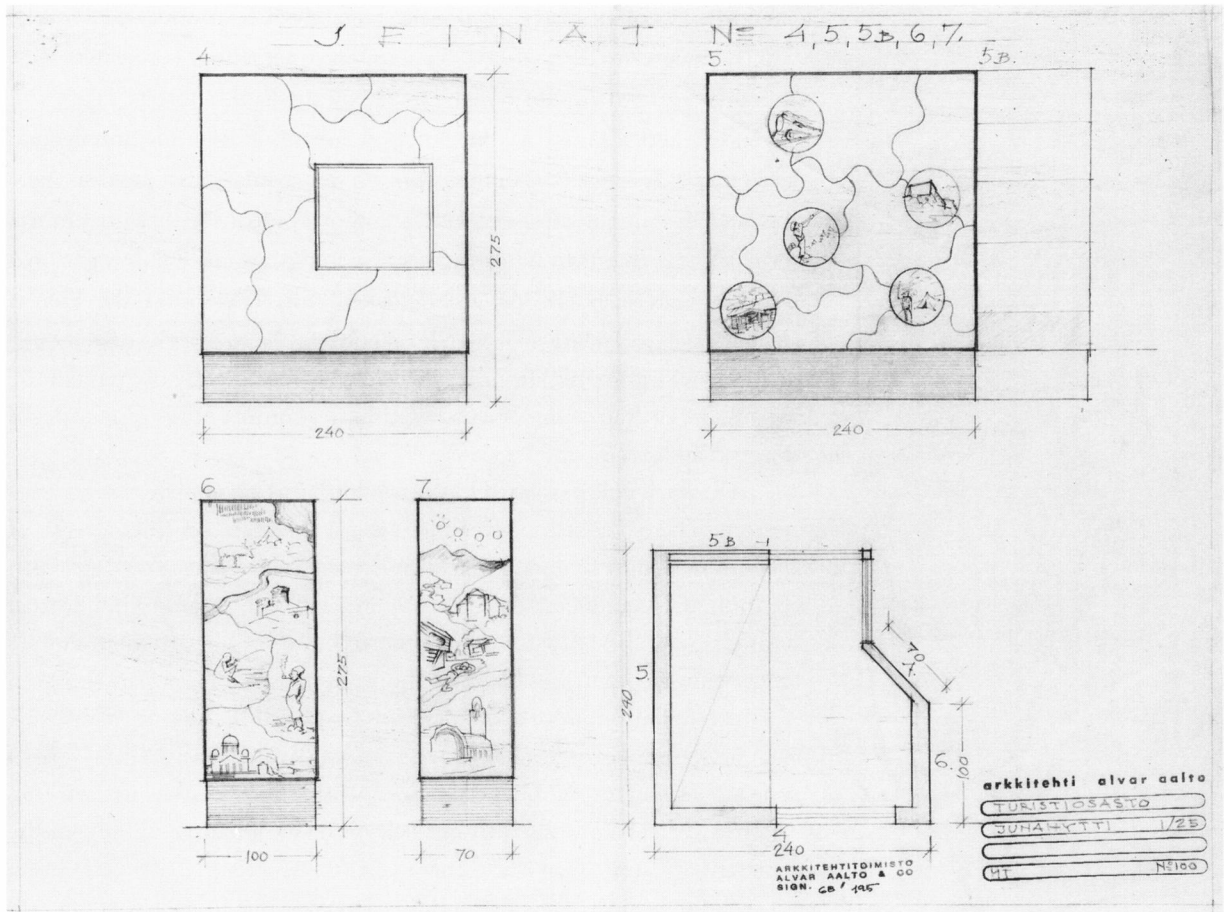 SEINÄT Nº 4, 5, 5B, 6, 7.
4.
5.
5B.
275
240
240
6
7.
275
100
70
5B
5.
240
70
7.
6.
100
4.
240
ARKKITEHTITOIMISTO
ALVAR AALTO & CO
SIGN.
arkkitehti alvar aalto
TURISTIOSASTO
JUNAHYTTI 1/25
Nº100